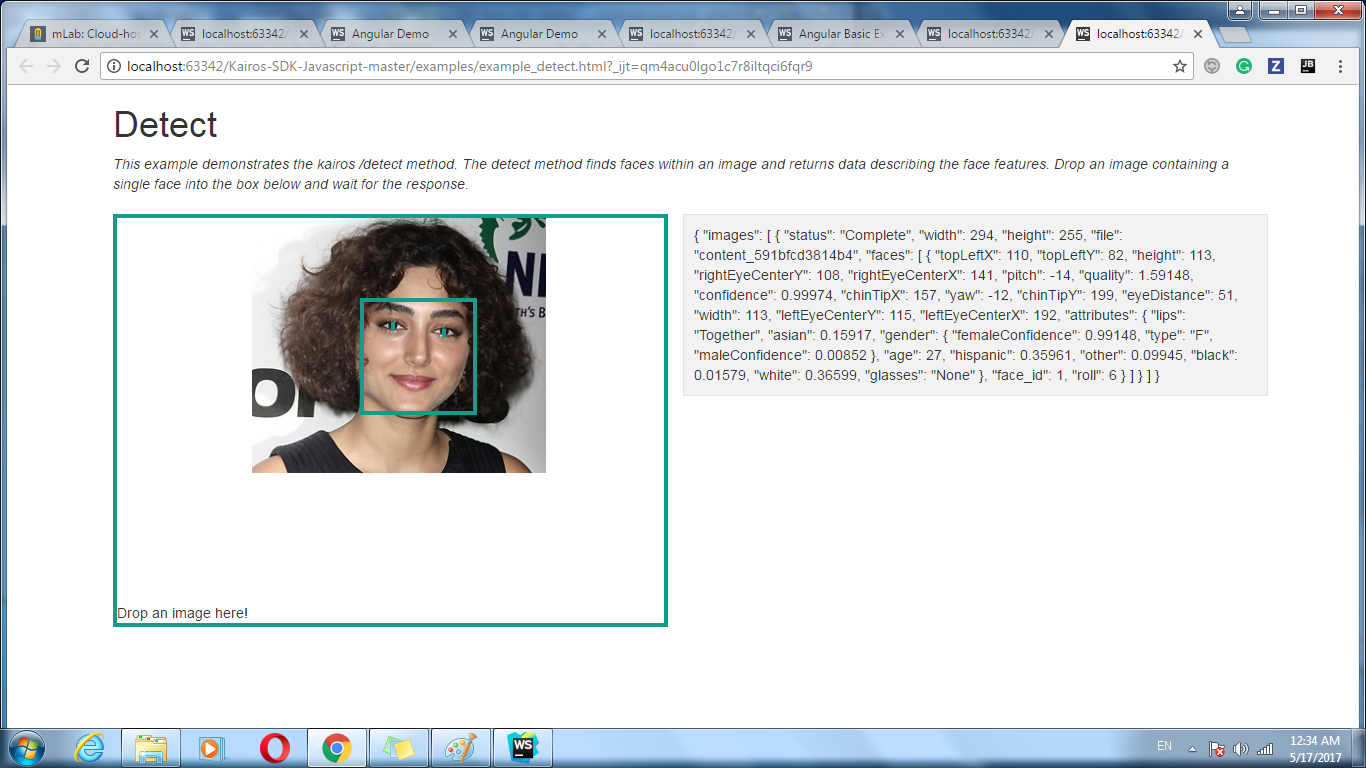 mLab: Cloud-hos
localhost:63342/
Angular Demo
Angular Demo
localhost:63342/
Angular Basic Ex
localhost:63342/
localhost:63342/
localhost:63342/Kairos-SDK-Javascript-master/examples/example_detect.html?_ijt=qm4acu0lgo1c7r8iltqci6fqr9
Detect
This example demonstrates the kairos /detect method. The detect method finds faces within an image and returns data describing the face features. Drop an image containing a
single face into the box below and wait for the response.
{ "images": [ { "status": "Complete", "width": 294, "height": 255, "file":
"content_591bfcd3814b4", "faces": [ { "topLeftX": 110, "topLeftY": 82, "height": 113,
"rightEyeCenterY": 108, "rightEyeCenterX": 141, "pitch": -14, "quality": 1.59148,
"confidence": 0.99974, "chinTipX": 157, "yaw": -12, "chinTipY": 199, "eyeDistance": 51,
"width": 113, "leftEyeCenterY": 115, "leftEyeCenterX": 192, "attributes": { "lips":
"Together", "asian": 0.15917, "gender": { "femaleConfidence": 0.99148, "type": "F",
"maleConfidence": 0.00852 }, "age": 27, "hispanic": 0.35961, "other": 0.09945, "black":
0.01579, "white": 0.36599, "glasses": "None" }, "face_id": 1, "roll": 6 } ] } ] }
Drop an image here!
EN
12:34 AM
5/17/2017